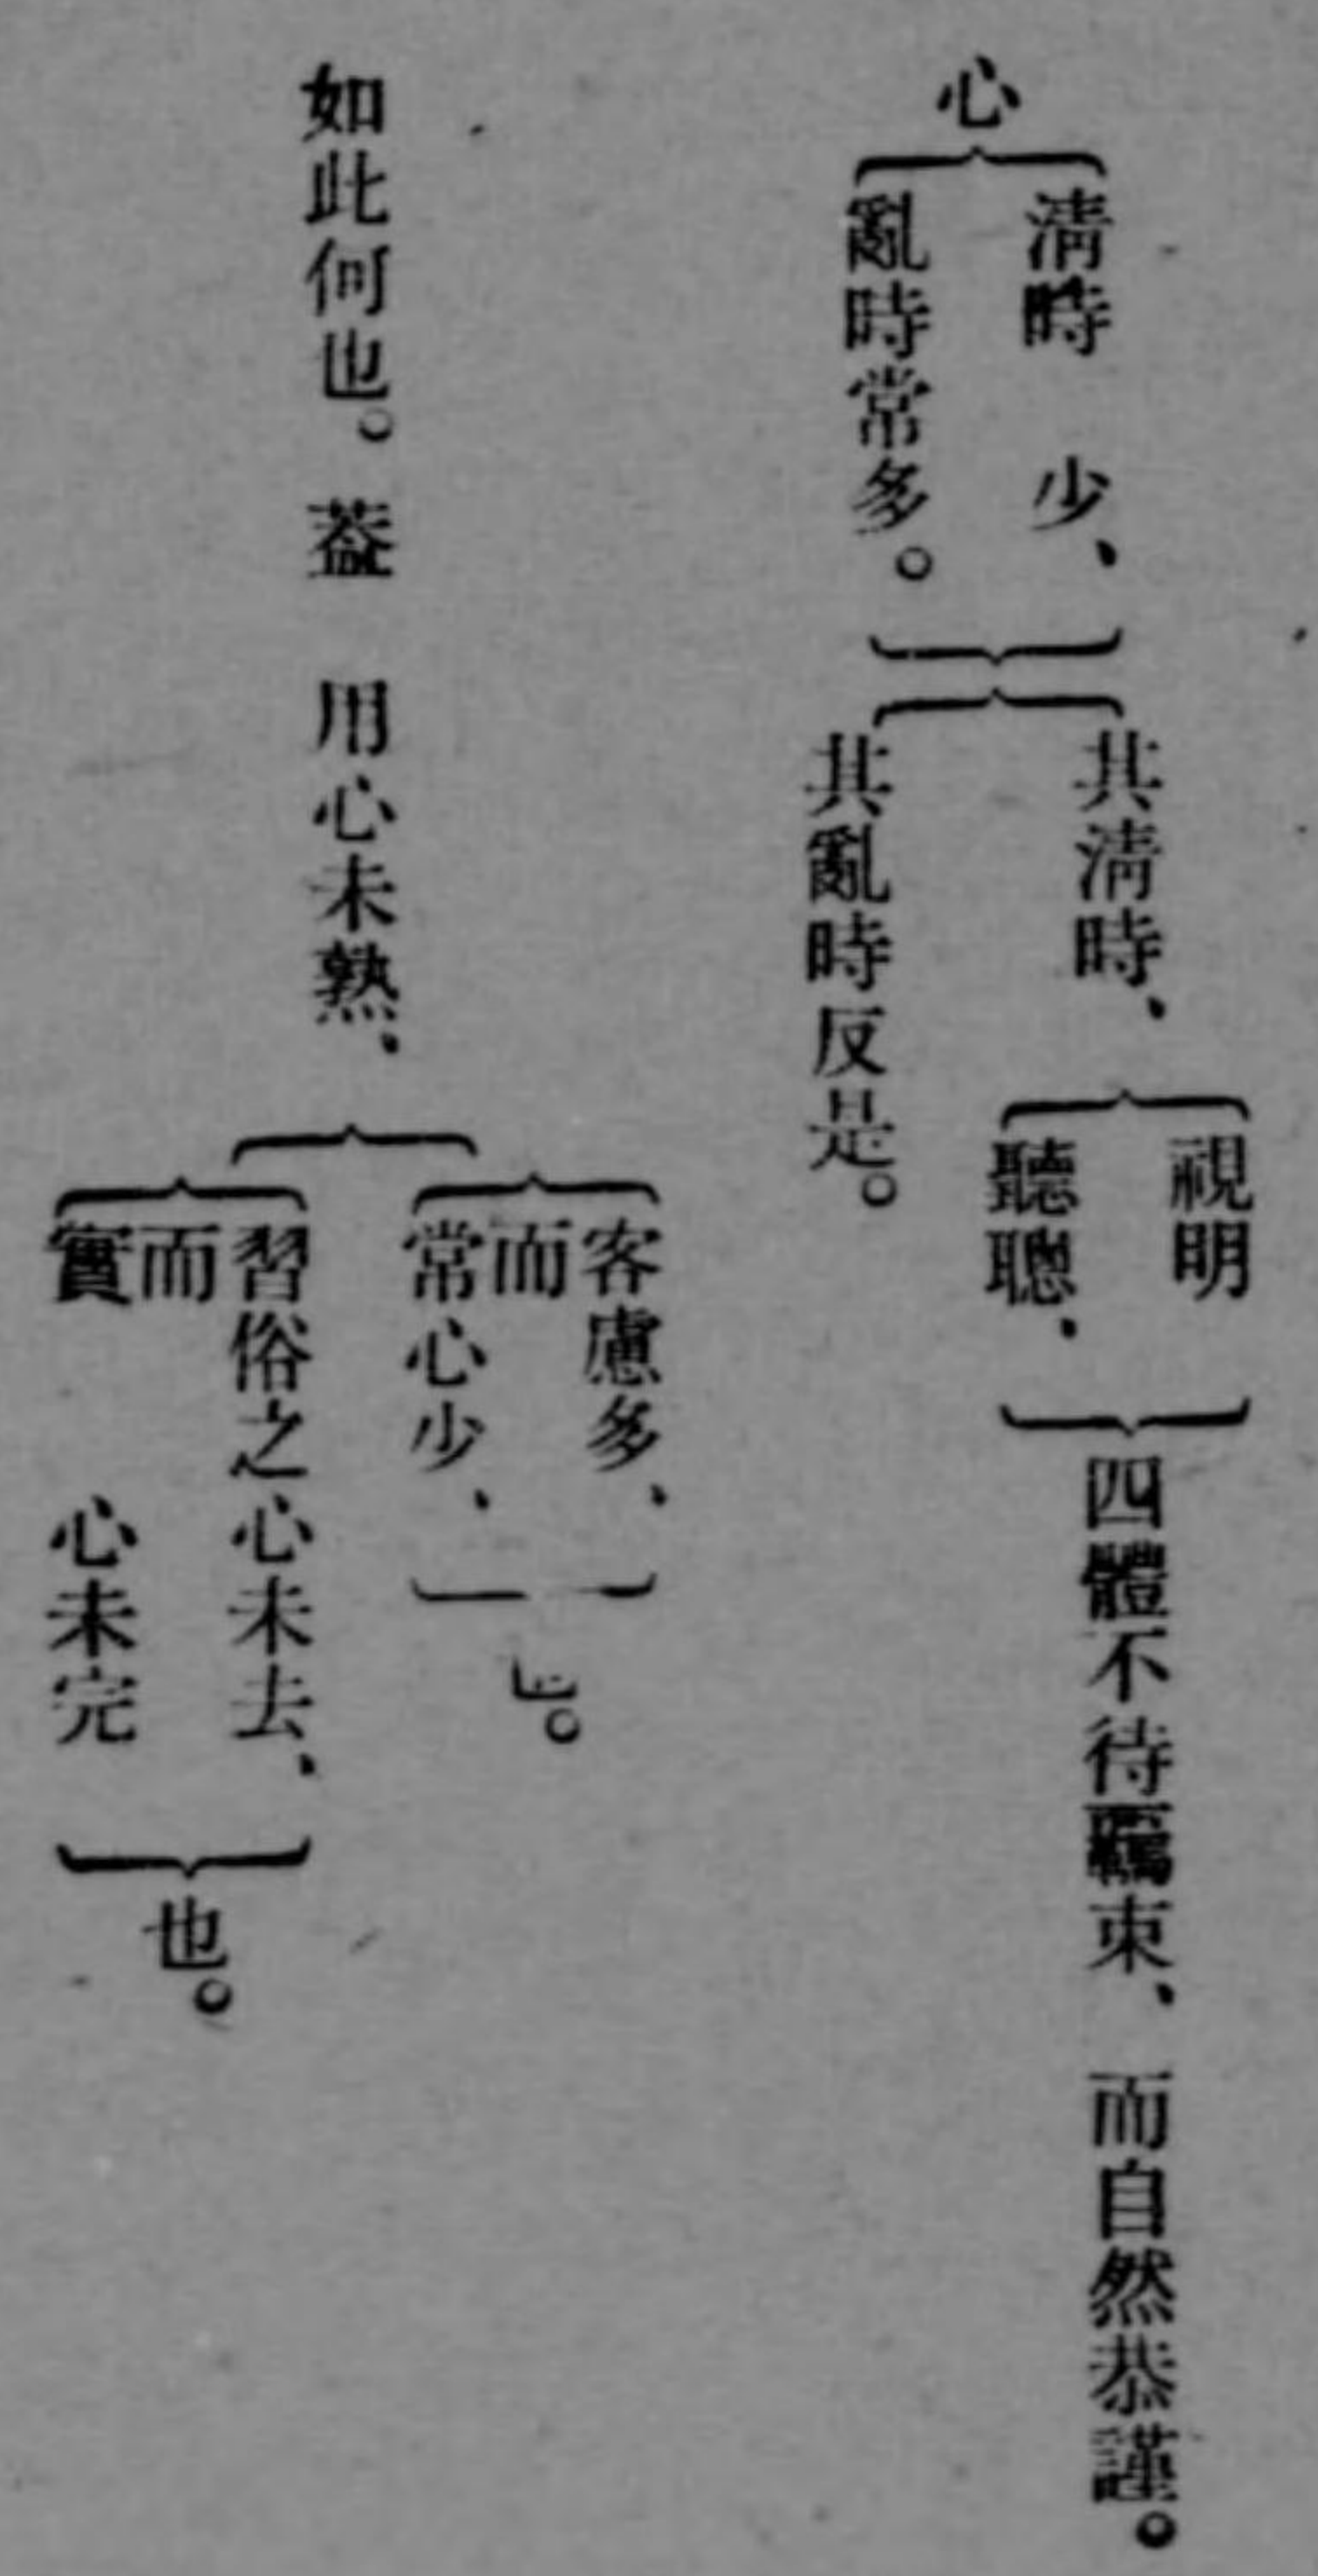 心
清時 少、
亂時常多。
其清時、
視明
聽聰、
四體不待羈束、而自然恭謹。
其亂時反是。
如此何也。蓋 用心未熟、
客慮多、
而
常心少、
也。
習俗之心未去、
而
實 心未完
也。